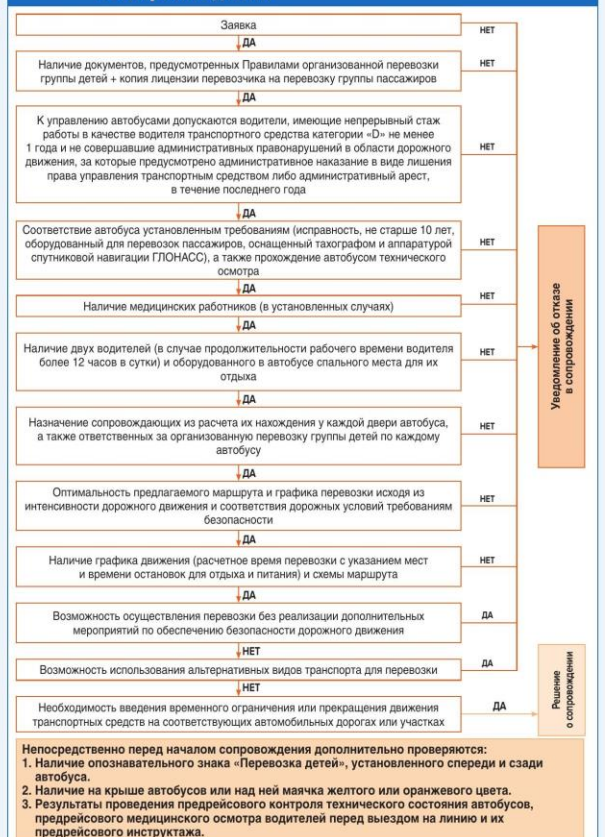 Заявка
НЕТ
ДА
Наличие документов, предусмотренных Правилами организованной перевозки
группы детей + копия лицензии перевозчика на перевозку группы пассажиров
НЕТ
ДА
К управлению автобусами допускаются водители, имеющие непрерывный стаж
работы в качестве водителя транспортного средства категории «D» не менее
1 года и не совершавшие административных правонарушений в области дорожного
движения, за которые предусмотрено административное наказание в виде лишения
права управления транспортным средством либо административный арест,
в течение последнего года
НЕТ
ДА
Соответствие автобуса установленным требованиям (исправность, не старше 10 лет,
оборудованный для перевозок пассажиров, оснащенный тахографом и аппаратурой
спутниковой навигации ГЛОНАСС), а также прохождение автобусом технического
осмотра
НЕТ
ДА
Наличие медицинских работников (в установленных случаях)
НЕТ
ДА
Наличие двух водителей (в случае продолжительности рабочего времени водителя
более 12 часов в сутки) и оборудованного в автобусе спального места для их
отдыха
НЕТ
ДА
Назначение сопровождающих из расчета их нахождения у каждой двери автобуса,
а также ответственных за организованную перевозку группы детей по каждому
автобусу
НЕТ
ДА
Оптимальность предлагаемого маршрута и графика перевозки исходя из
интенсивности дорожного движения и соответствия дорожных условий требованиям
безопасности
НЕТ
ДА
Наличие графика движения (расчетное время перевозки с указанием мест
и времени остановок для отдыха и питания) и схемы маршрута
НЕТ
ДА
Возможность осуществления перевозки без реализации дополнительных
мероприятий по обеспечению безопасности дорожного движения
ДА
НЕТ
Возможность использования альтернативных видов транспорта для перевозки
ДА
НЕТ
Необходимость введения временного ограничения или прекращения движения
транспортных средств на соответствующих автомобильных дорогах или участках
ДА
Уведомление об отказе
в сопровождении
Решение
о сопровождении
Непосредственно перед началом сопровождения дополнительно проверяются:
1. Наличие опознавательного знака «Перевозка детей», установленного спереди и сзади
автобуса.
2. Наличие на крыше автобусов или над ней маячка желтого или оранжевого цвета.
3. Результаты проведения предрейсового контроля технического состояния автобусов,
предрейсового медицинского осмотра водителей перед выездом на линию и их
предрейсового инструктажа.